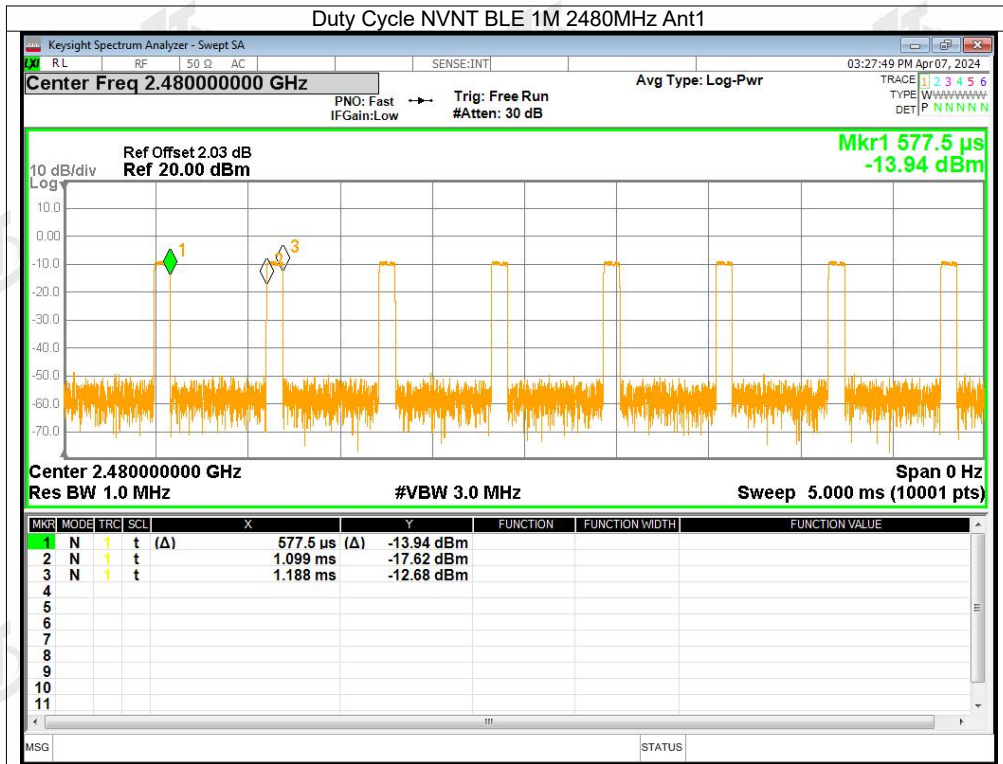 Duty Cycle NVNT BLE 1M 2480MHz Ant1
Keysight Spectrum Analyzer - Swept SA
LXI RL RF 50 Ω AC SENSE:INT 03:27:49 PM Apr 07, 2024
Center Freq 2.480000000 GHz
PNO: Fast
IFGain:Low
Trig: Free Run
#Atten: 30 dB
Avg Type: Log-Pwr
TRACE 1 2 3 4 5 6
TYPE WWWWWWW
DET P N N N N N
Mkr1 577.5 µs
-13.94 dBm
Ref Offset 2.03 dB
10 dB/div Ref 20.00 dBm
Log
10.0
0.00
-10.0
-20.0
-30.0
-40.0
-50.0
-60.0
-70.0
1
2
3
Center 2.480000000 GHz Span 0 Hz
Res BW 1.0 MHz #VBW 3.0 MHz Sweep 5.000 ms (10001 pts)
MKR MODE TRC SCL X Y FUNCTION FUNCTION WIDTH FUNCTION VALUE
1 N 1 t (Δ) 577.5 µs (Δ) -13.94 dBm
2 N 1 t 1.099 ms -17.62 dBm
3 N 1 t 1.188 ms -12.68 dBm
4
5
6
7
8
9
10
11
MSG STATUS